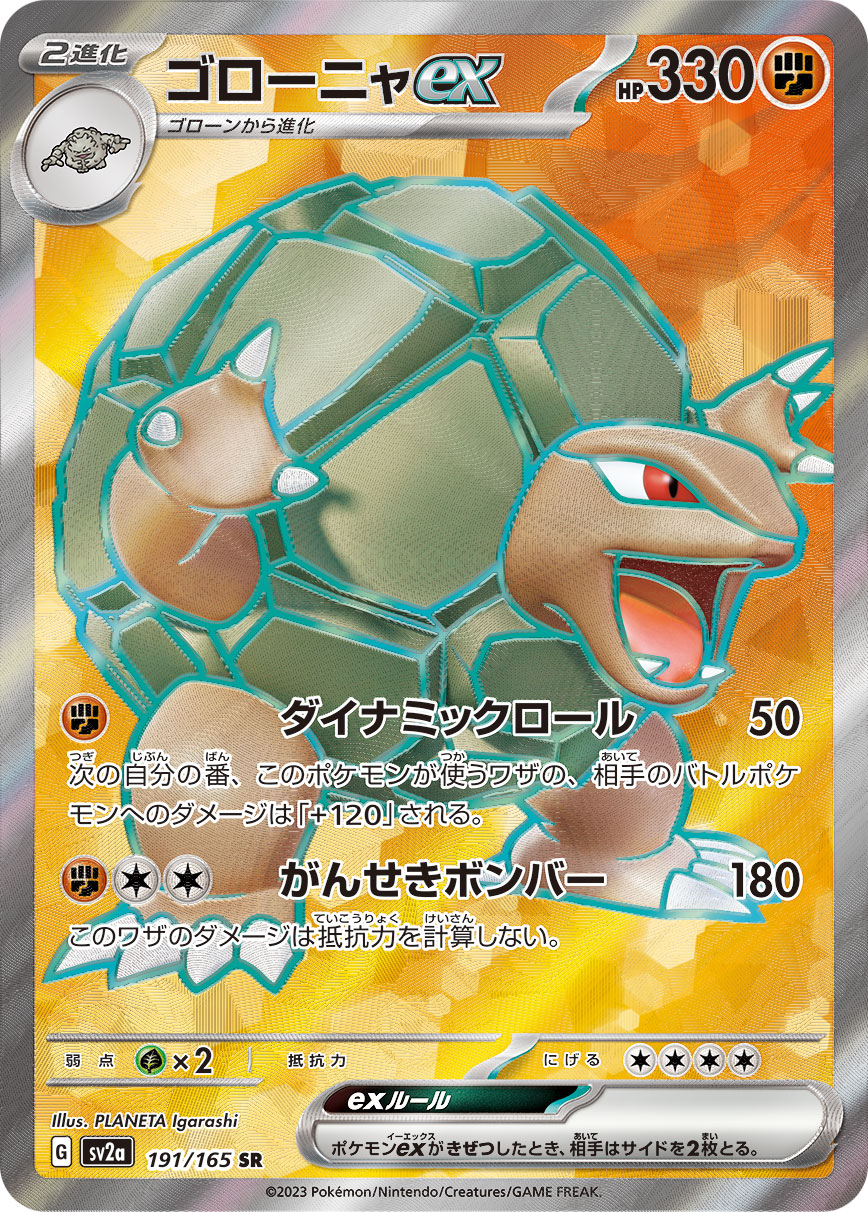 2進化
ゴローニャex
HP330
ゴローンから進化
ダイナミックロール 50
次の自分の番、このポケモンが使うワザの、相手のバトルポケ
モンへのダメージは「+120」される。
がんせきボンバー 180
このワザのダメージは抵抗力を計算しない。
弱点 ×2 抵抗力 にげる
exルール
ポケモンexがきぜつしたとき、相手はサイドを2枚とる。
Illus. PLANETA Igarashi
G sv2a 191/165 SR
©2023 Pokémon/Nintendo/Creatures/GAME FREAK.